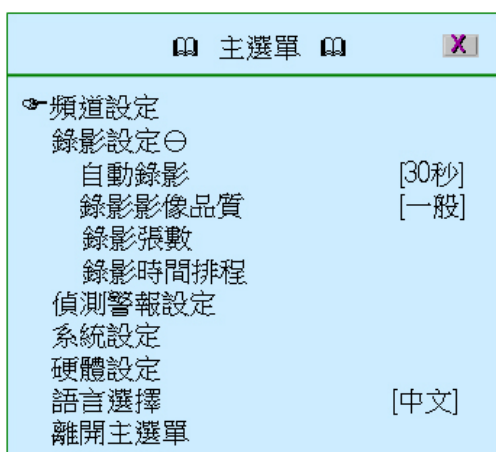 主選單
X
頻道設定
錄影設定
自動錄影 [30秒]
錄影影像品質 [一般]
錄影張數
錄影時間排程
偵測警報設定
系統設定
硬體設定
語言選擇 [中文]
離開主選單